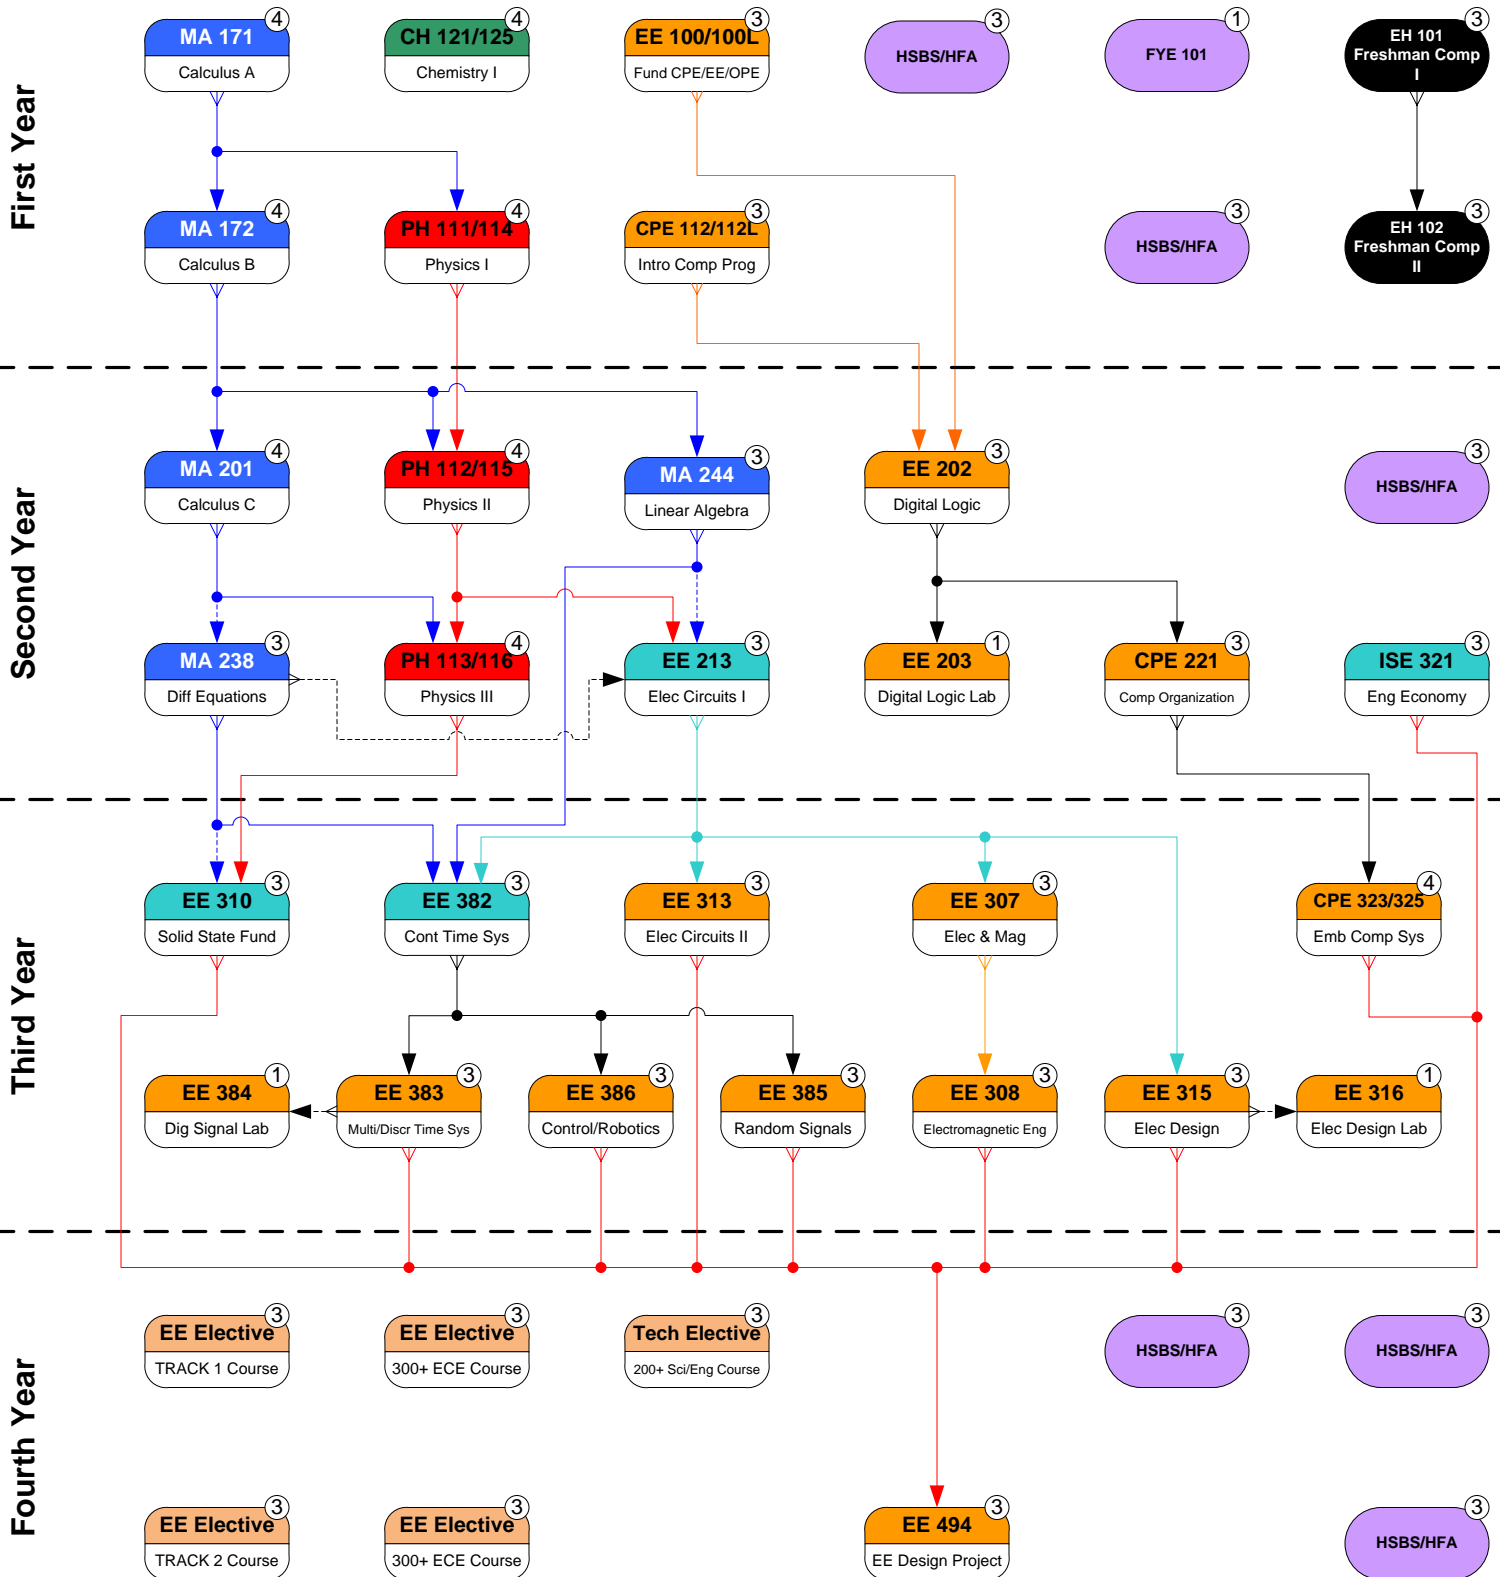 First Year
4
MA 171
Calculus A
4
CH 121/125
Chemistry I
3
EE 100/100L
Fund CPE/EE/OPE
3
HSBS/HFA
1
FYE 101
3
EH 101
Freshman Comp
I
4
MA 172
Calculus B
4
PH 111/114
Physics I
3
CPE 112/112L
Intro Comp Prog
3
HSBS/HFA
3
EH 102
Freshman Comp
II
Second Year
4
MA 201
Calculus C
4
PH 112/115
Physics II
3
MA 244
Linear Algebra
3
EE 202
Digital Logic
3
HSBS/HFA
3
MA 238
Diff Equations
4
PH 113/116
Physics III
3
EE 213
Elec Circuits I
1
EE 203
Digital Logic Lab
3
CPE 221
Comp Organization
3
ISE 321
Eng Economy
Third Year
3
EE 310
Solid State Fund
3
EE 382
Cont Time Sys
3
EE 313
Elec Circuits II
3
EE 307
Elec & Mag
4
CPE 323/325
Emb Comp Sys
1
EE 384
Dig Signal Lab
3
EE 383
Multi/Discr Time Sys
3
EE 386
Control/Robotics
3
EE 385
Random Signals
3
EE 308
Electromagnetic Eng
3
EE 315
Elec Design
1
EE 316
Elec Design Lab
Fourth Year
3
EE Elective
TRACK 1 Course
3
EE Elective
300+ ECE Course
3
Tech Elective
200+ Sci/Eng Course
3
HSBS/HFA
3
HSBS/HFA
3
EE Elective
TRACK 2 Course
3
EE Elective
300+ ECE Course
3
EE 494
EE Design Project
3
HSBS/HFA